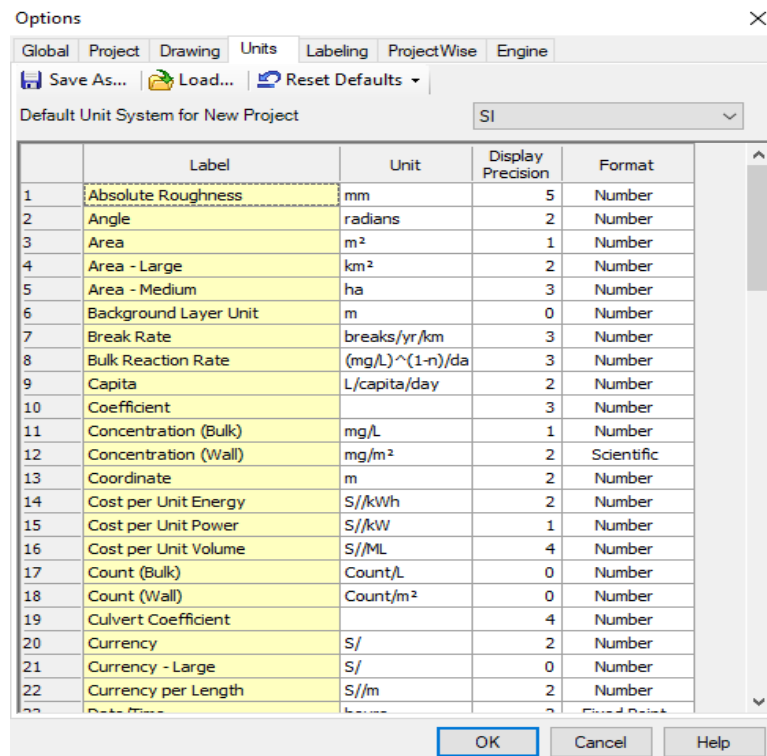 Options
Global Project Drawing Units Labeling ProjectWise Engine
Save As... Load... Reset Defaults
Default Unit System for New Project SI
Label Unit Display Precision Format
1 Absolute Roughness mm 5 Number
2 Angle radians 2 Number
3 Area m² 1 Number
4 Area - Large km² 2 Number
5 Area - Medium ha 3 Number
6 Background Layer Unit m 0 Number
7 Break Rate breaks/yr/km 3 Number
8 Bulk Reaction Rate (mg/L)^(1-n)/da 3 Number
9 Capita L/capita/day 2 Number
10 Coefficient 3 Number
11 Concentration (Bulk) mg/L 1 Number
12 Concentration (Wall) mg/m² 2 Scientific
13 Coordinate m 2 Number
14 Cost per Unit Energy S//kWh 2 Number
15 Cost per Unit Power S//kW 1 Number
16 Cost per Unit Volume S//ML 4 Number
17 Count (Bulk) Count/L 0 Number
18 Count (Wall) Count/m² 0 Number
19 Culvert Coefficient 4 Number
20 Currency S/ 2 Number
21 Currency - Large S/ 0 Number
22 Currency per Length S//m 2 Number
OK Cancel Help